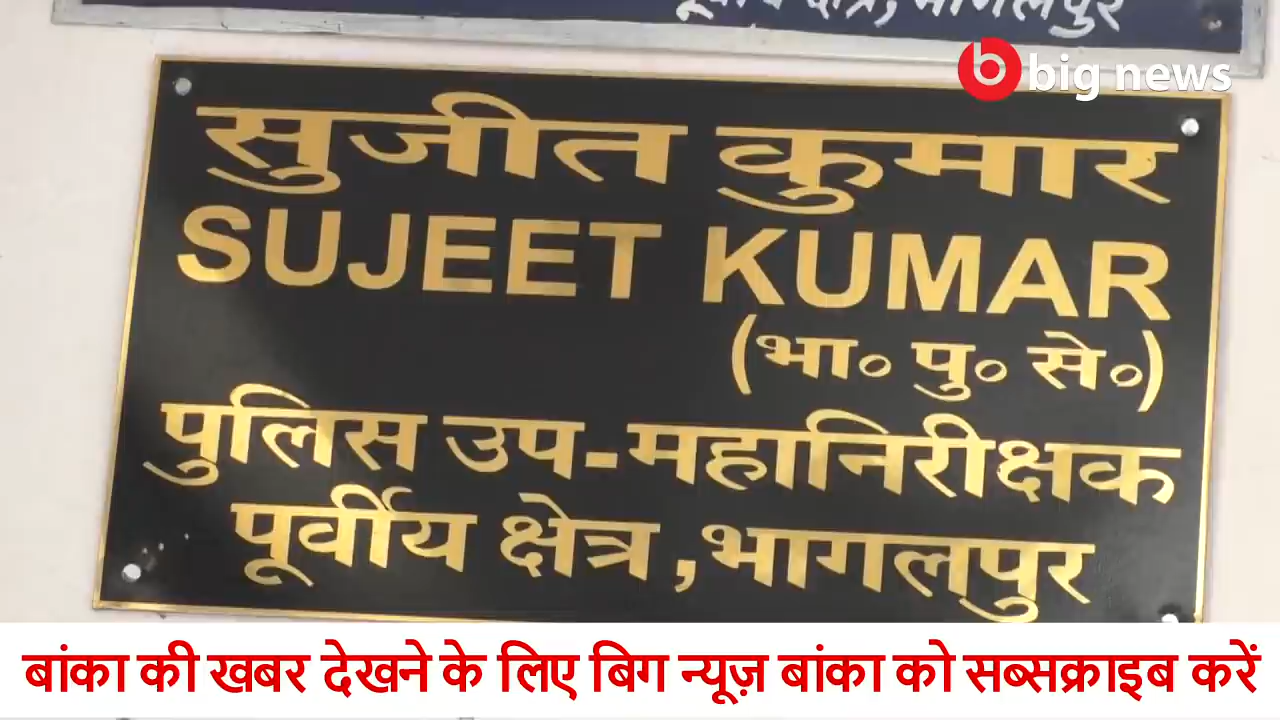 पूर्वी क्षेत्र, भागलपुर
big news
सुजीत कुमार
SUJEET KUMAR
(भा० पु० से०)
पुलिस उप-महानिरीक्षक
पूर्वीय क्षेत्र,भागलपुर
बांका की खबर देखने के लिए बिग न्यूज़ बांका को सब्सक्राइब करें